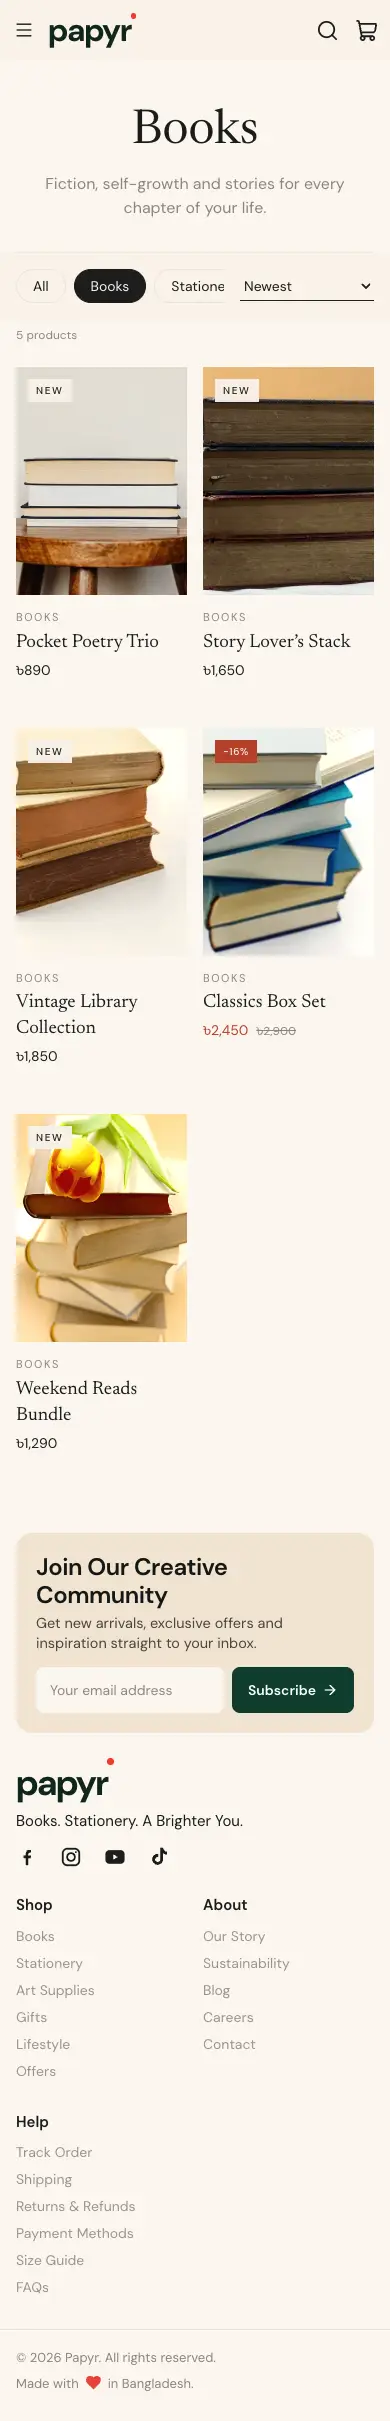 papyr
Books
Fiction, self-growth and stories for every
chapter of your life.
All
Books
Statione
Newest
5 products
NEW
NEW
BOOKS
Pocket Poetry Trio
৳890
BOOKS
Story Lover’s Stack
৳1,650
NEW
-16%
BOOKS
Vintage Library
Collection
৳1,850
BOOKS
Classics Box Set
৳2,450 ৳2,900
NEW
BOOKS
Weekend Reads
Bundle
৳1,290
Join Our Creative
Community
Get new arrivals, exclusive offers and
inspiration straight to your inbox.
Your email address
Subscribe →
papyr
Books. Stationery. A Brighter You.
Shop
Books
Stationery
Art Supplies
Gifts
Lifestyle
Offers
About
Our Story
Sustainability
Blog
Careers
Contact
Help
Track Order
Shipping
Returns & Refunds
Payment Methods
Size Guide
FAQs
© 2026 Papyr. All rights reserved.
Made with ❤ in Bangladesh.